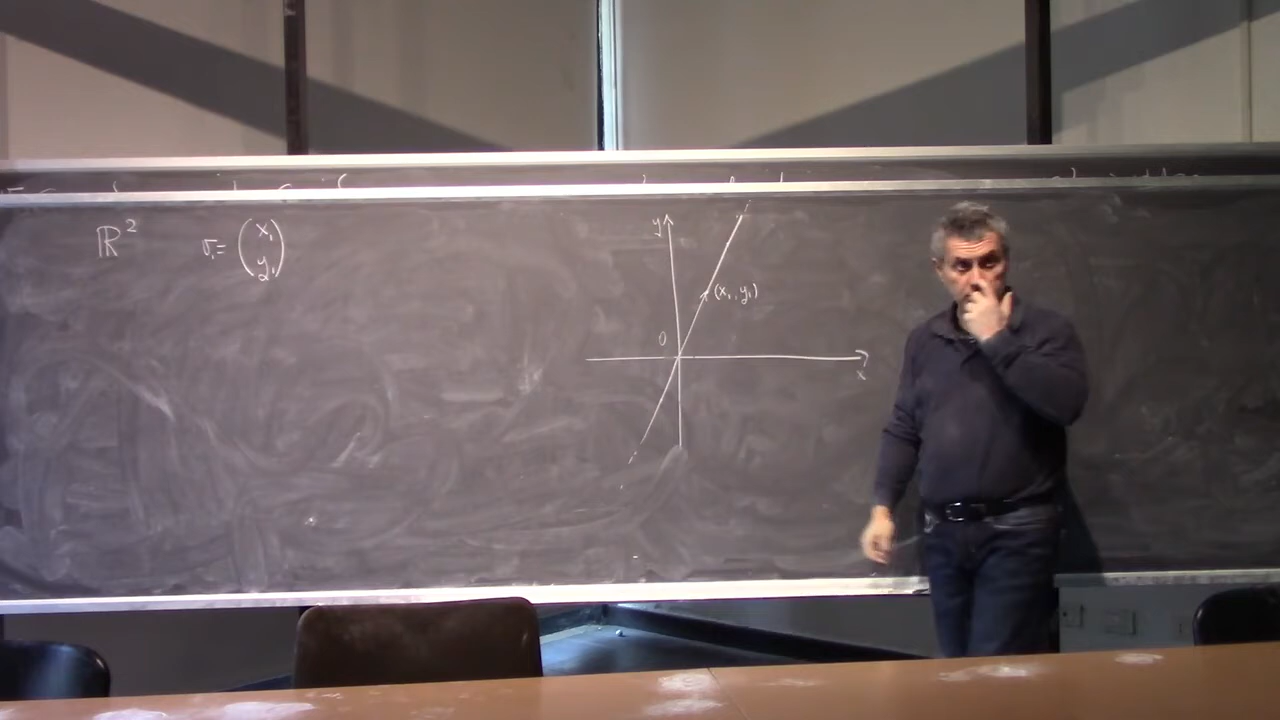 ℝ² v₁ = (x₁ y₁)
y
(x₁, y₁)
0
x